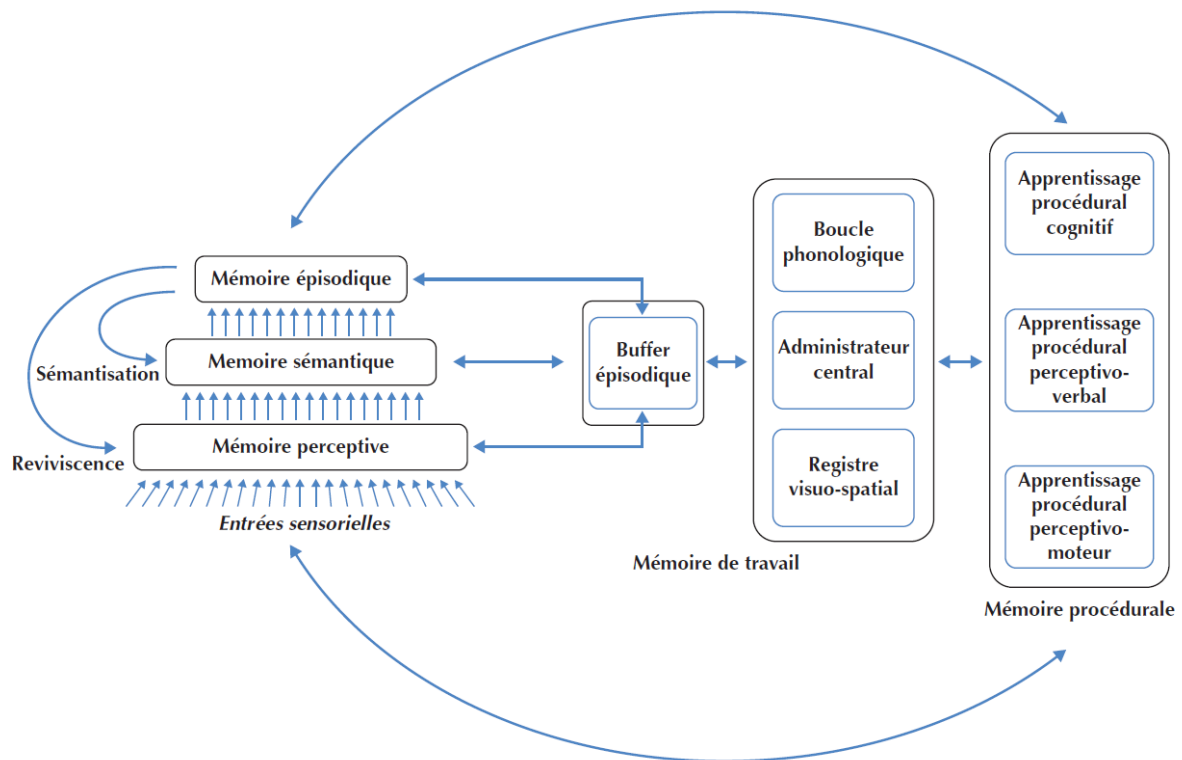 Mémoire épisodique
Memoire sémantique
Sémantisation
Mémoire perceptive
Reviviscence
Entrées sensorielles
Buffer
épisodique
Boucle
phonologique
Administrateur
central
Registre
visuo-spatial
Mémoire de travail
Apprentissage
procédural
cognitif
Apprentissage
procédural
perceptivo-
verbal
Apprentissage
procédural
perceptivo-
moteur
Mémoire procédurale